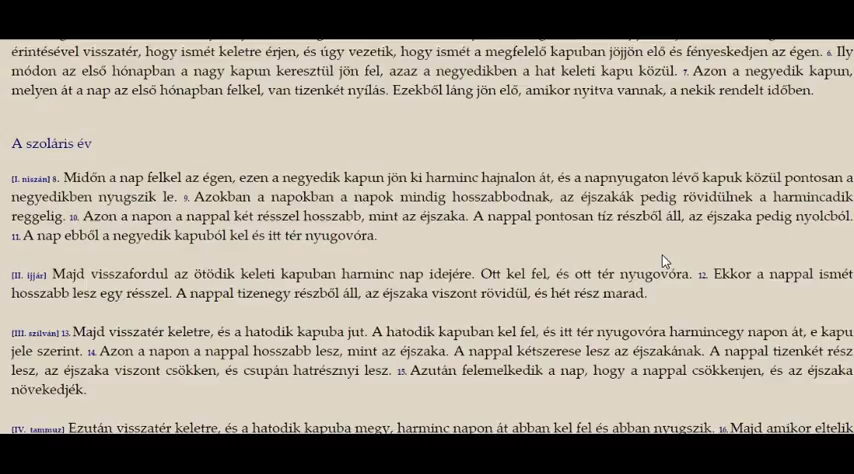 érintésével visszatér, hogy ismét keletre érjen, és úgy vezetik, hogy ismét a megfelelő kapuban jöjjön elő és fényeskedjen az égen. 6. Ily
módon az első hónapban a nagy kapun keresztül jön fel, azaz a negyedikben a hat keleti kapu közül. 7. Azon a negyedik kapun,
melyen át a nap az első hónapban felkel, van tizenkét nyílás. Ezekből láng jön elő, amikor nyitva vannak, a nekik rendelt időben.
A szoláris év
[I. niszán] 8. Midőn a nap felkel az égen, ezen a negyedik kapun jön ki harminc hajnalon át, és a napnyugaton lévő kapuk közül pontosan a
negyedikben nyugszik le. 9. Azokban a napokban a napok mindig hosszabbodnak, az éjszakák pedig rövidülnek a harmincadik
reggelig. 10. Azon a napon a nappal két résszel hosszabb, mint az éjszaka. A nappal pontosan tíz részből áll, az éjszaka pedig nyolcból.
11. A nap ebből a negyedik kapuból kel és itt tér nyugovóra.
[II. ijjár] Majd visszafordul az ötödik keleti kapuban harminc nap idejére. Ott kel fel, és ott tér nyugovóra. 12. Ekkor a nappal ismét
hosszabb lesz egy résszel. A nappal tizenegy részből áll, az éjszaka viszont rövidül, és hét rész marad.
[III. szilván] 13. Majd visszatér keletre, és a hatodik kapuba jut. A hatodik kapuban kel fel, és itt tér nyugovóra harmincegy napon át, e kapu
jele szerint. 14. Azon a napon a nappal hosszabb lesz, mint az éjszaka. A nappal kétszerese lesz az éjszakának. A nappal tizenkét rész
lesz, az éjszaka viszont csökken, és csupán hatrésznyi lesz. 15. Azután felemelkedik a nap, hogy a nappal csökkenjen, és az éjszaka
növekedjék.
[IV. tammuz] Ezután visszatér keletre, és a hatodik kapuba megy, harminc napon át abban kel fel és abban nyugszik. 16. Majd amikor eltelik